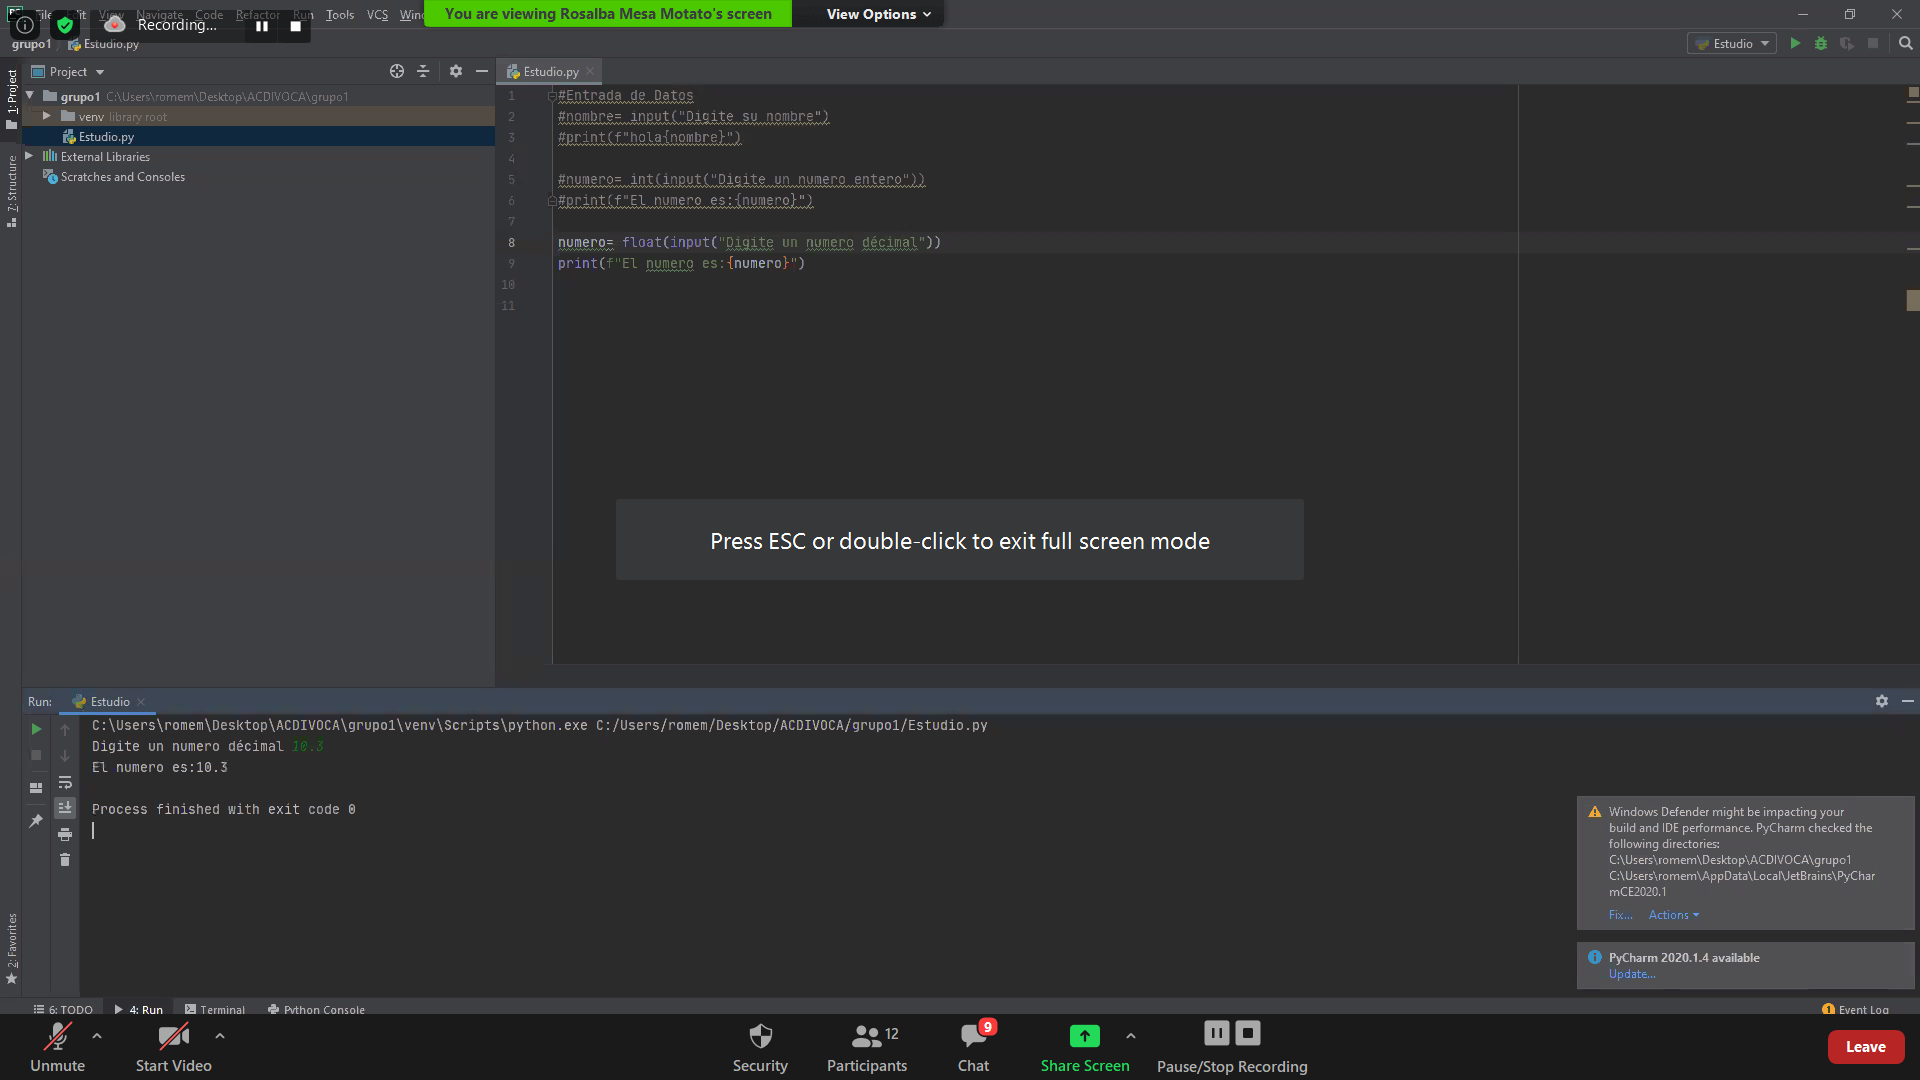 File Edit View Navigate Code Refactor Run Tools VCS Wind
Recording...
You are viewing Rosalba Mesa Motato's screen
View Options
grupo1
Estudio.py
Estudio
Project
Estudio.py
1: Project
7: Structure
2: Favorites
grupo1 C:\Users\romem\Desktop\ACDIVOCA\grupo1
venv library root
Estudio.py
External Libraries
Scratches and Consoles
1 #Entrada de Datos
2 #nombre= input("Digite su nombre")
3 #print(f"hola{nombre}")
4
5 #numero= int(input("Digite un numero entero"))
6 #print(f"El numero es:{numero}")
7
8 numero= float(input("Digite un numero décimal"))
9 print(f"El numero es:{numero}")
10
11
Press ESC or double-click to exit full screen mode
Run: Estudio
C:\Users\romem\Desktop\ACDIVOCA\grupo1\venv\Scripts\python.exe C:/Users/romem/Desktop/ACDIVOCA/grupo1/Estudio.py
Digite un numero décimal 10.3
El numero es:10.3
Process finished with exit code 0
Windows Defender might be impacting your
build and IDE performance. PyCharm checked the
following directories:
C:\Users\romem\Desktop\ACDIVOCA\grupo1
C:\Users\romem\AppData\Local\JetBrains\PyChar
mCE2020.1
Fix... Actions
PyCharm 2020.1.4 available
Update...
6: TODO 4: Run Terminal Python Console
1 Event Log
Unmute
Start Video
Security
12
Participants
9
Chat
Share Screen
Pause/Stop Recording
Leave